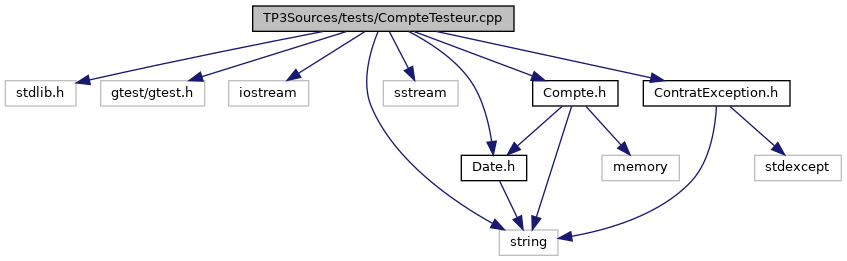 TP3Sources/tests/CompteTesteur.cpp
stdlib.h
gtest/gtest.h
iostream
sstream
Compte.h
ContratException.h
Date.h
memory
stdexcept
string